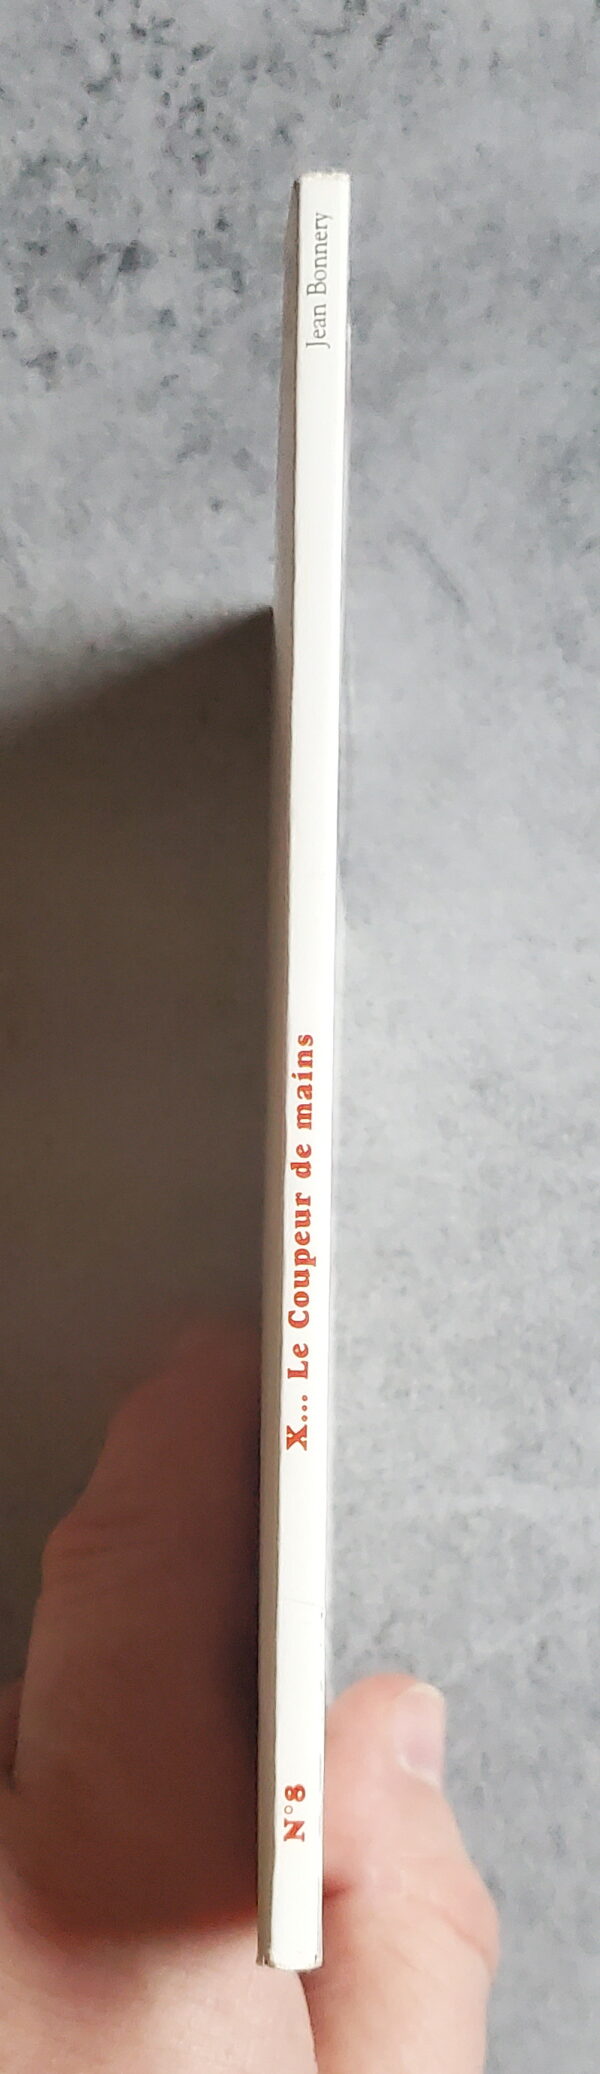 N°8
X... Le Coupeur de mains
Jean Bonnery